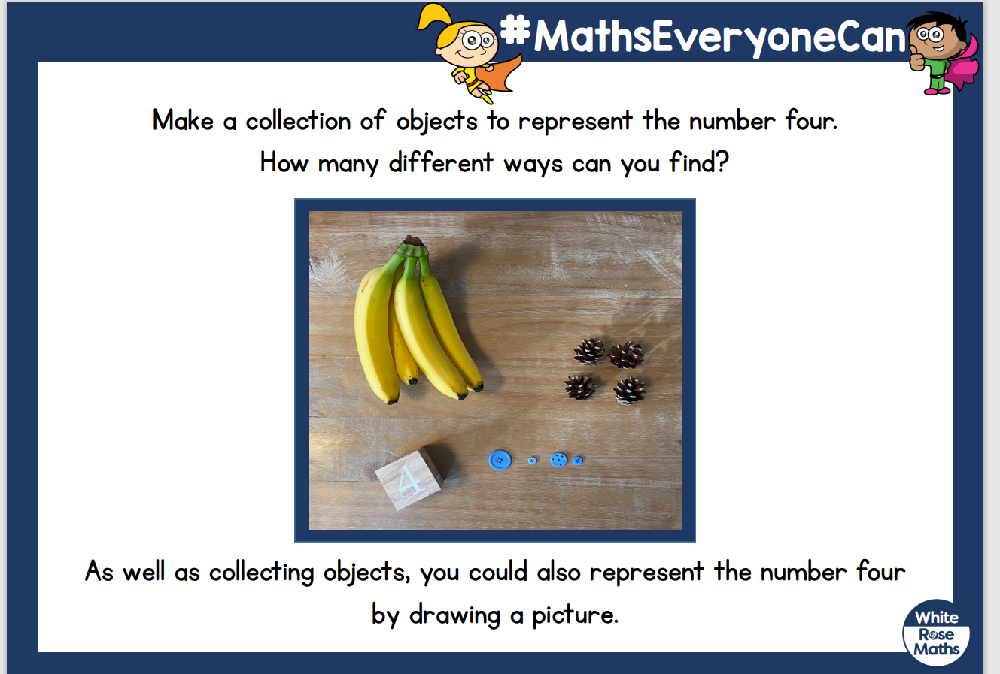 #MathsEveryoneCan
Make a collection of objects to represent the number four.
How many different ways can you find?
4
As well as collecting objects, you could also represent the number four
by drawing a picture.
White
Rose
Maths